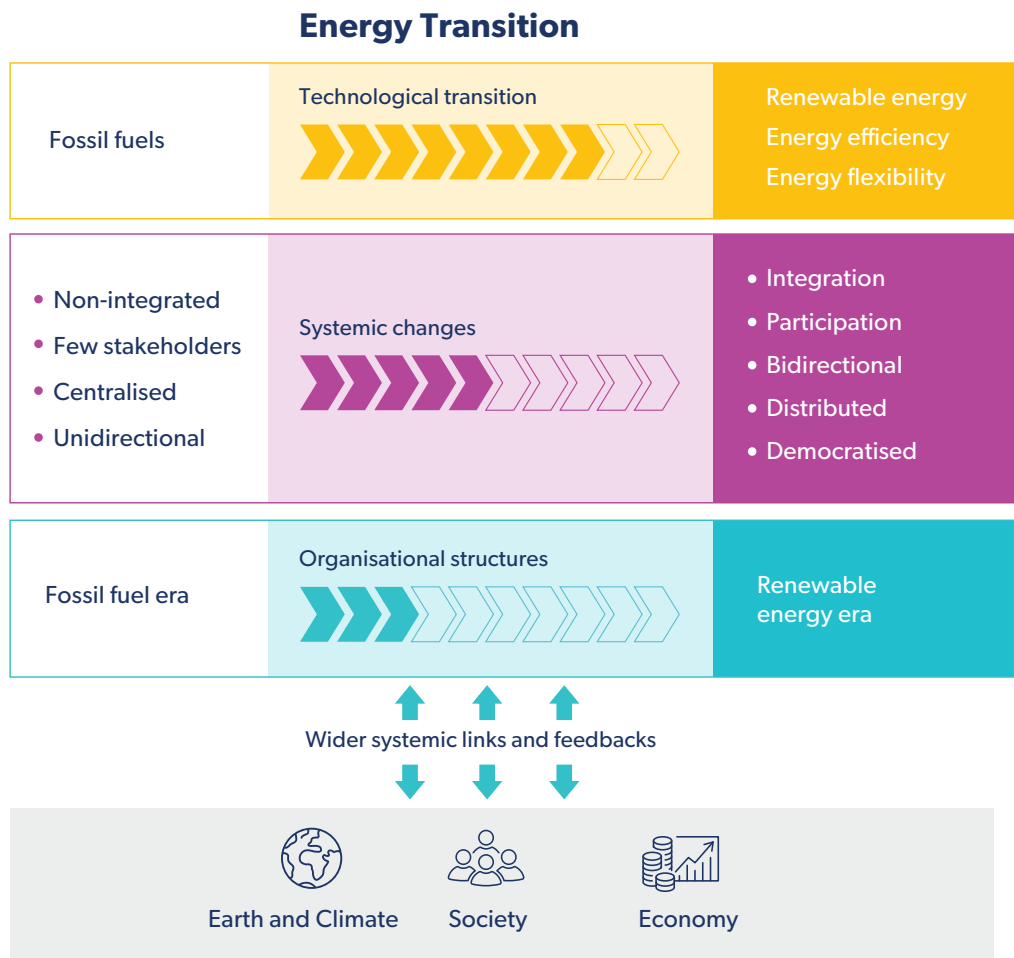 Energy Transition
Fossil fuels
Technological transition
Renewable energy
Energy efficiency
Energy flexibility
• Non-integrated
• Few stakeholders
• Centralised
• Unidirectional
Systemic changes
• Integration
• Participation
• Bidirectional
• Distributed
• Democratised
Fossil fuel era
Organisational structures
Renewable
energy era
Wider systemic links and feedbacks
Earth and Climate
Society
Economy